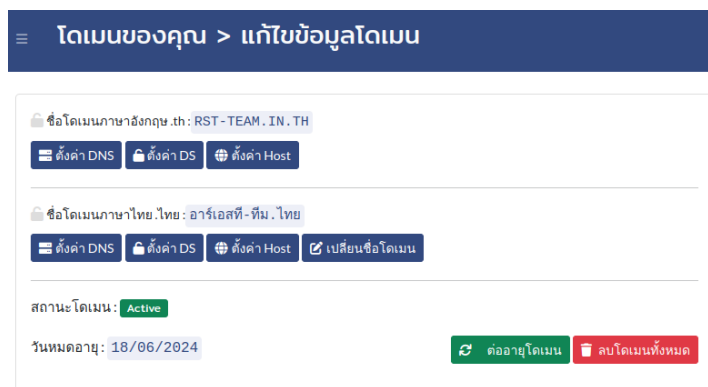 โดเมนของคุณ > แก้ไขข้อมูลโดเมน
ชื่อโดเมนภาษาอังกฤษ .th : RST-TEAM.IN.TH
ตั้งค่า DNS ตั้งค่า DS ตั้งค่า Host
ชื่อโดเมนภาษาไทย .ไทย : อาร์เอสที-ทีม.ไทย
ตั้งค่า DNS ตั้งค่า DS ตั้งค่า Host เปลี่ยนชื่อโดเมน
สถานะโดเมน : Active
วันหมดอายุ : 18/06/2024 ต่ออายุโดเมน ลบโดเมนทั้งหมด